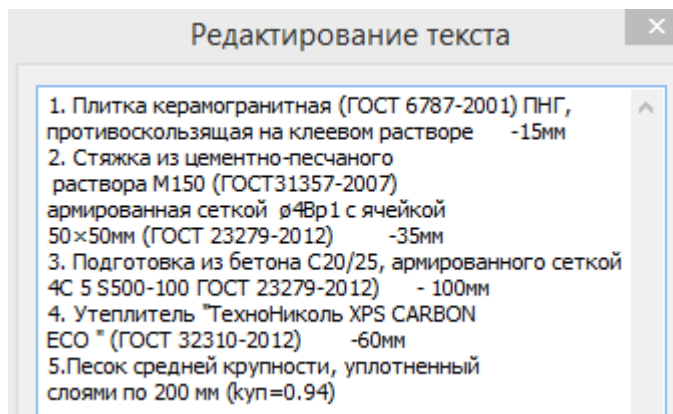 Редактирование текста
1. Плитка керамогранитная (ГОСТ 6787-2001) ПНГ,
противоскользящая на клеевом растворе -15мм
2. Стяжка из цементно-песчаного
раствора М150 (ГОСТ31357-2007)
армированная сеткой ø4Вр1 с ячейкой
50×50мм (ГОСТ 23279-2012) -35мм
3. Подготовка из бетона С20/25, армированного сеткой
4С 5 S500-100 ГОСТ 23279-2012) - 100мм
4. Утеплитель "ТехноНиколь XPS CARBON
ECO " (ГОСТ 32310-2012) -60мм
5.Песок средней крупности, уплотненный
слоями по 200 мм (kуп=0.94)